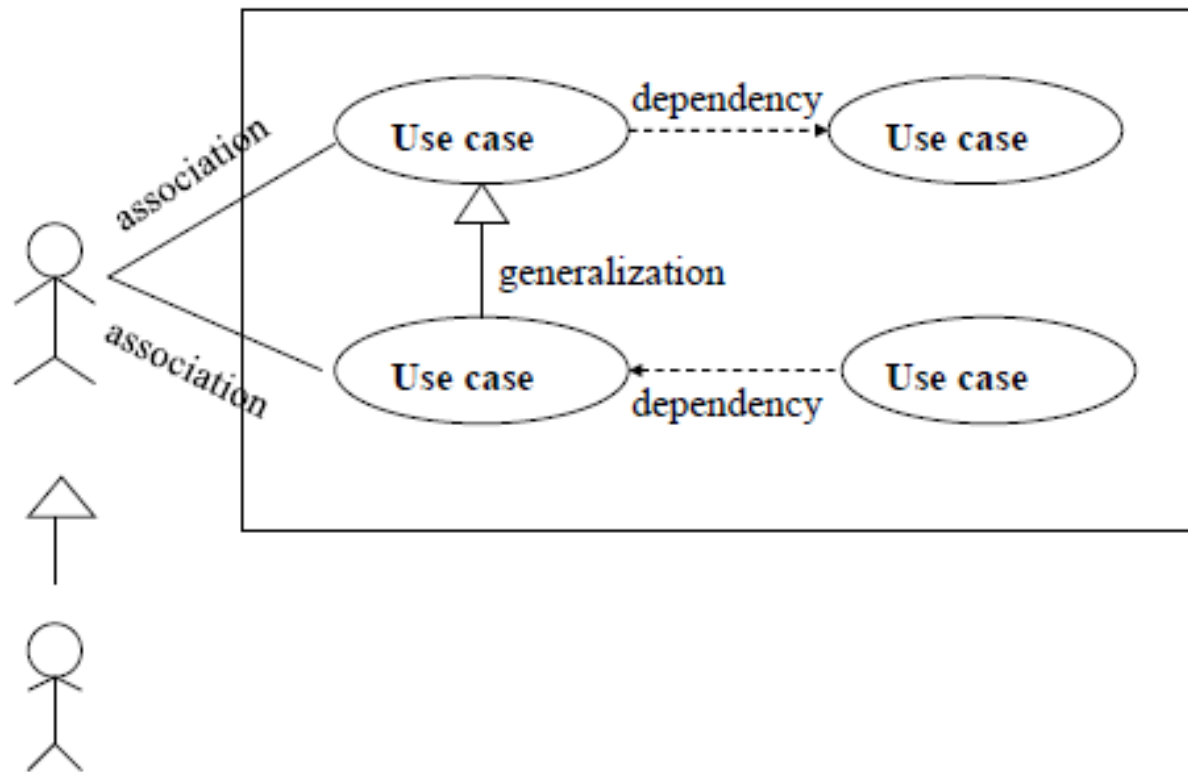 association
Use case
dependency
Use case
generalization
association
Use case
dependency
Use case